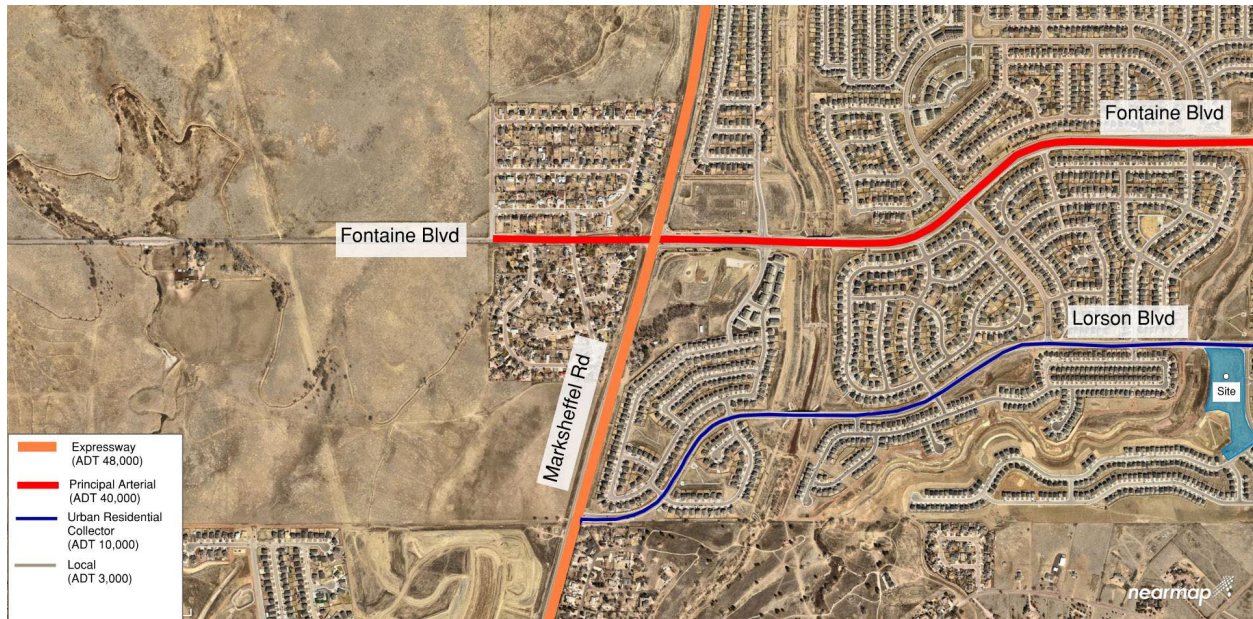 Fontaine Blvd
Fontaine Blvd
Lorson Blvd
Site
Marksheffel Rd
Expressway
(ADT 48,000)
Principal Arterial
(ADT 40,000)
Urban Residential
Collector
(ADT 10,000)
Local
(ADT 3,000)
nearmap